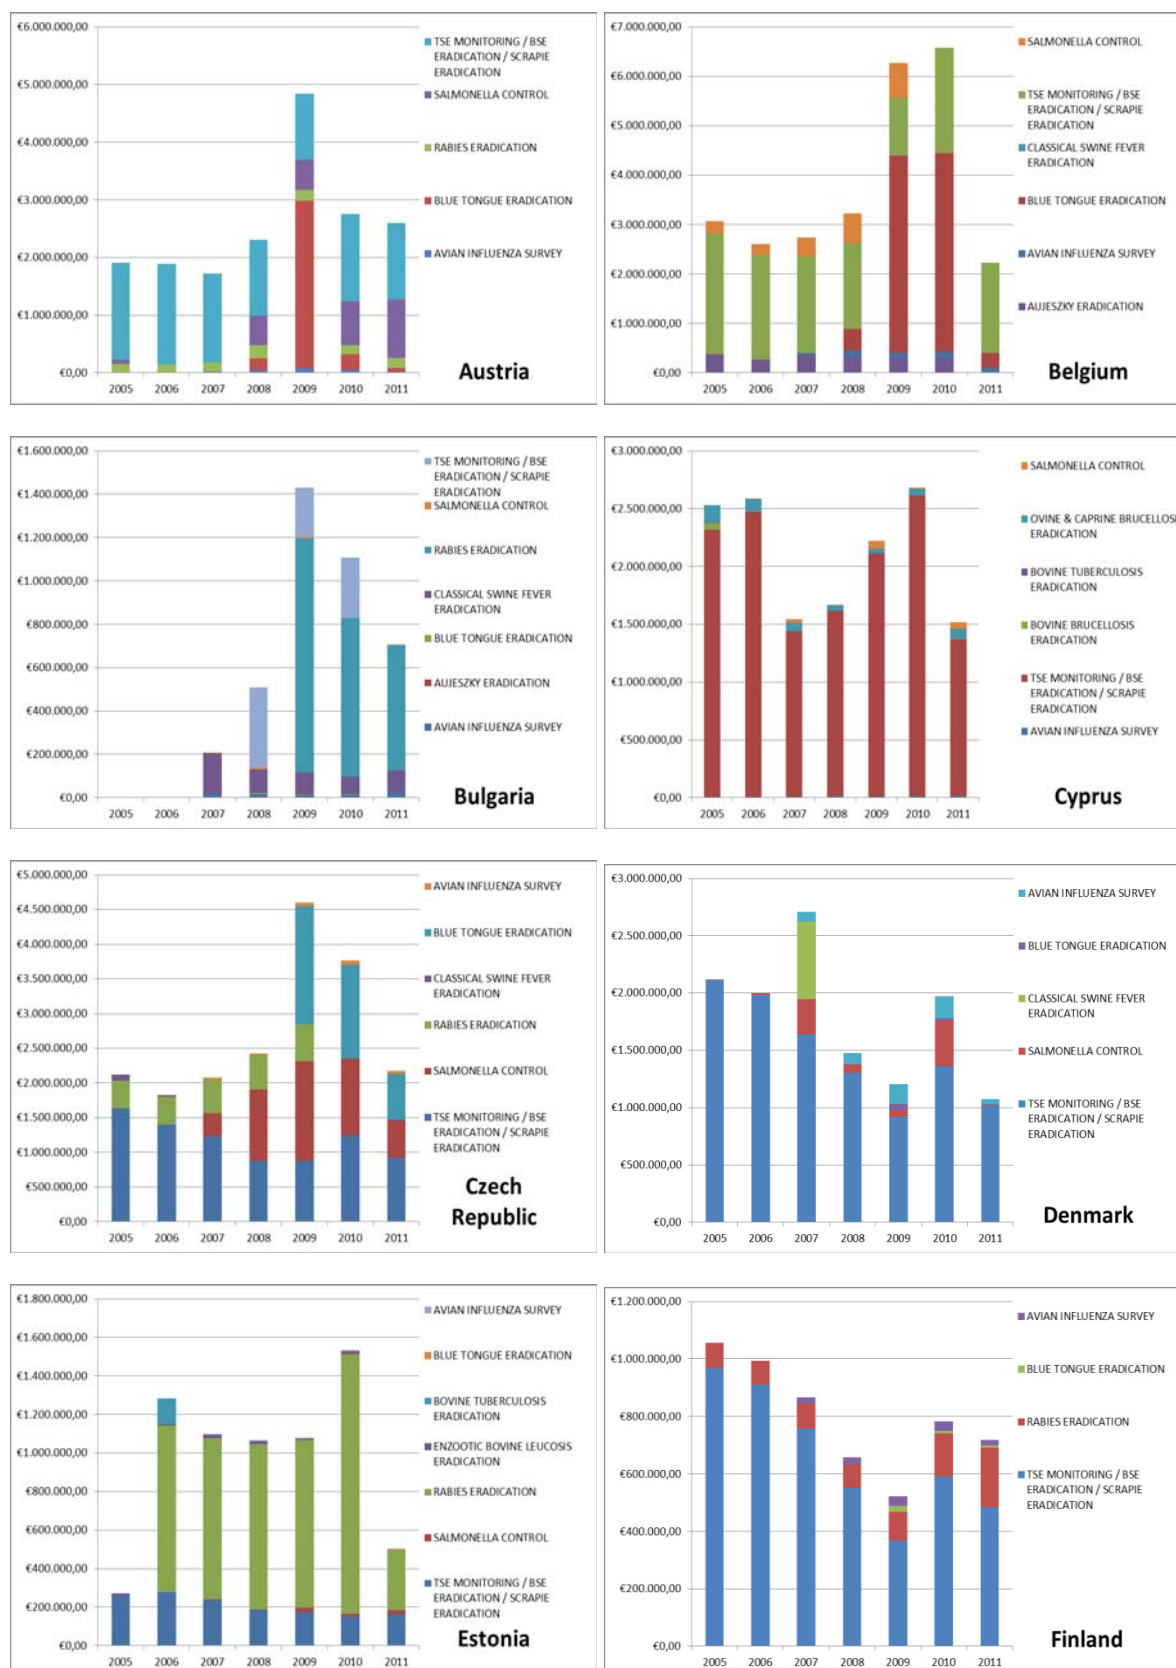 €6.000.000,00
€5.000.000,00
€4.000.000,00
€3.000.000,00
€2.000.000,00
€1.000.000,00
€0,00
2005 2006 2007 2008 2009 2010 2011
TSE MONITORING / BSE
ERADICATION / SCRAPIE
ERADICATION
SALMONELLA CONTROL
RABIES ERADICATION
BLUE TONGUE ERADICATION
AVIAN INFLUENZA SURVEY
Austria
€7.000.000,00
€6.000.000,00
€5.000.000,00
€4.000.000,00
€3.000.000,00
€2.000.000,00
€1.000.000,00
€0,00
2005 2006 2007 2008 2009 2010 2011
SALMONELLA CONTROL
TSE MONITORING / BSE
ERADICATION / SCRAPIE
ERADICATION
CLASSICAL SWINE FEVER
ERADICATION
BLUE TONGUE ERADICATION
AVIAN INFLUENZA SURVEY
AUJESZKY ERADICATION
Belgium
€1.600.000,00
€1.400.000,00
€1.200.000,00
€1.000.000,00
€800.000,00
€600.000,00
€400.000,00
€200.000,00
€0,00
2005 2006 2007 2008 2009 2010 2011
TSE MONITORING / BSE
ERADICATION / SCRAPIE
ERADICATION
SALMONELLA CONTROL
RABIES ERADICATION
CLASSICAL SWINE FEVER
ERADICATION
BLUE TONGUE ERADICATION
AUJESZKY ERADICATION
AVIAN INFLUENZA SURVEY
Bulgaria
€3.000.000,00
€2.500.000,00
€2.000.000,00
€1.500.000,00
€1.000.000,00
€500.000,00
€0,00
2005 2006 2007 2008 2009 2010 2011
SALMONELLA CONTROL
OVINE & CAPRINE BRUCELLOSI
ERADICATION
BOVINE TUBERCULOSIS
ERADICATION
BOVINE BRUCELLOSIS
ERADICATION
TSE MONITORING / BSE
ERADICATION / SCRAPIE
ERADICATION
AVIAN INFLUENZA SURVEY
Cyprus
€5.000.000,00
€4.500.000,00
€4.000.000,00
€3.500.000,00
€3.000.000,00
€2.500.000,00
€2.000.000,00
€1.500.000,00
€1.000.000,00
€500.000,00
€0,00
2005 2006 2007 2008 2009 2010 2011
AVIAN INFLUENZA SURVEY
BLUE TONGUE ERADICATION
CLASSICAL SWINE FEVER
ERADICATION
RABIES ERADICATION
SALMONELLA CONTROL
TSE MONITORING / BSE
ERADICATION / SCRAPIE
ERADICATION
Czech
Republic
€3.000.000,00
€2.500.000,00
€2.000.000,00
€1.500.000,00
€1.000.000,00
€500.000,00
€0,00
2005 2006 2007 2008 2009 2010 2011
AVIAN INFLUENZA SURVEY
BLUE TONGUE ERADICATION
CLASSICAL SWINE FEVER
ERADICATION
SALMONELLA CONTROL
TSE MONITORING / BSE
ERADICATION / SCRAPIE
ERADICATION
Denmark
€1.800.000,00
€1.600.000,00
€1.400.000,00
€1.200.000,00
€1.000.000,00
€800.000,00
€600.000,00
€400.000,00
€200.000,00
€0,00
2005 2006 2007 2008 2009 2010 2011
AVIAN INFLUENZA SURVEY
BLUE TONGUE ERADICATION
BOVINE TUBERCULOSIS
ERADICATION
ENZOOTIC BOVINE LEUCOSIS
ERADICATION
RABIES ERADICATION
SALMONELLA CONTROL
TSE MONITORING / BSE
ERADICATION / SCRAPIE
ERADICATION
Estonia
€1.200.000,00
€1.000.000,00
€800.000,00
€600.000,00
€400.000,00
€200.000,00
€0,00
2005 2006 2007 2008 2009 2010 2011
AVIAN INFLUENZA SURVEY
BLUE TONGUE ERADICATION
RABIES ERADICATION
TSE MONITORING / BSE
ERADICATION / SCRAPIE
ERADICATION
Finland